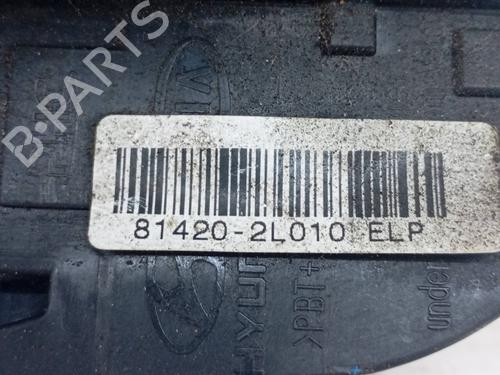 81420-2L010 ELP
B-PARTS
HYUN
>PBT+
under